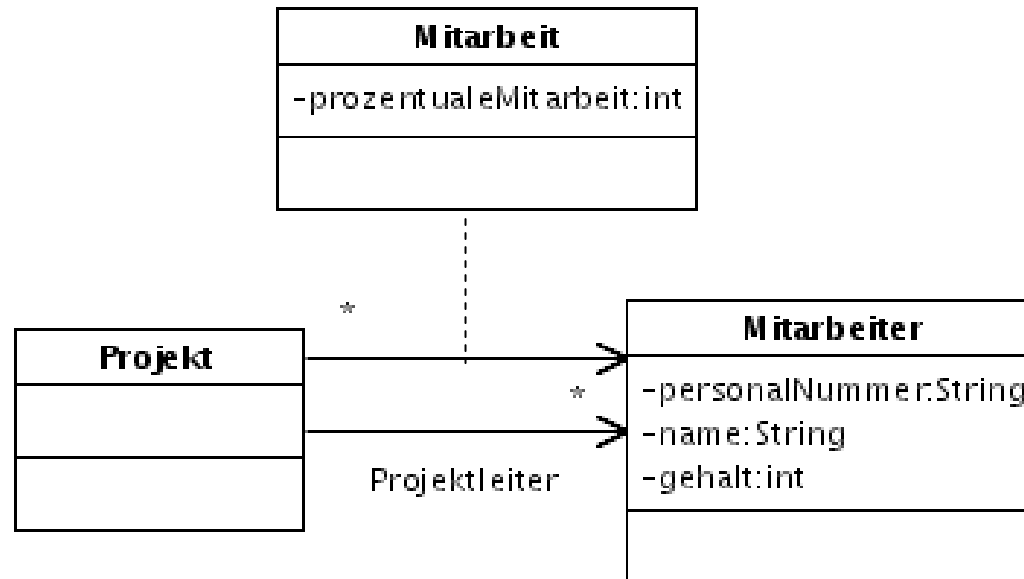 Mitarbeit
-prozentualeMitarbeit:int
*
Projekt
Mitarbeiter
*
-personalNummer:String
-name:String
-gehalt:int
Projektleiter